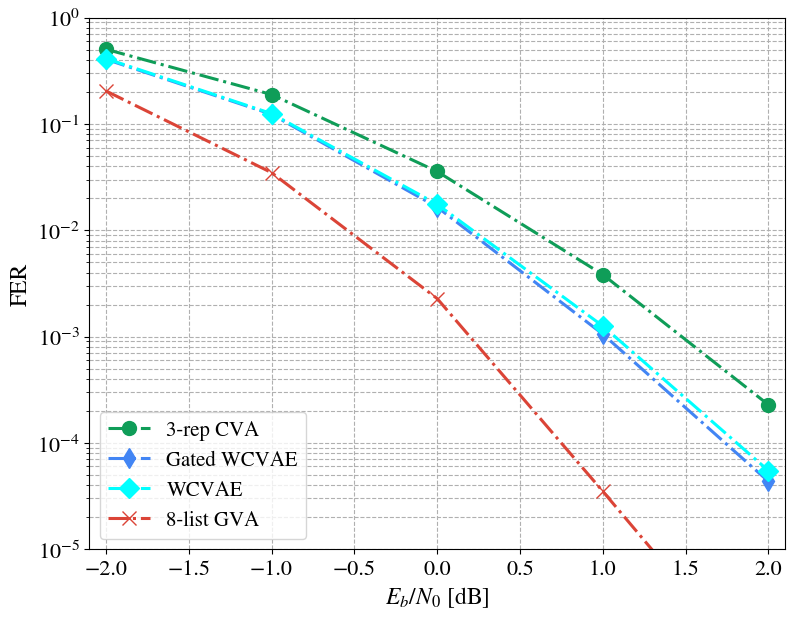 10⁰
10⁻¹
10⁻²
10⁻³
10⁻⁴
10⁻⁵
FER
3-rep CVA
Gated WCVAE
WCVAE
8-list GVA
−2.0 −1.5 −1.0 −0.5 0.0 0.5 1.0 1.5 2.0
E_b/N_0 [dB]